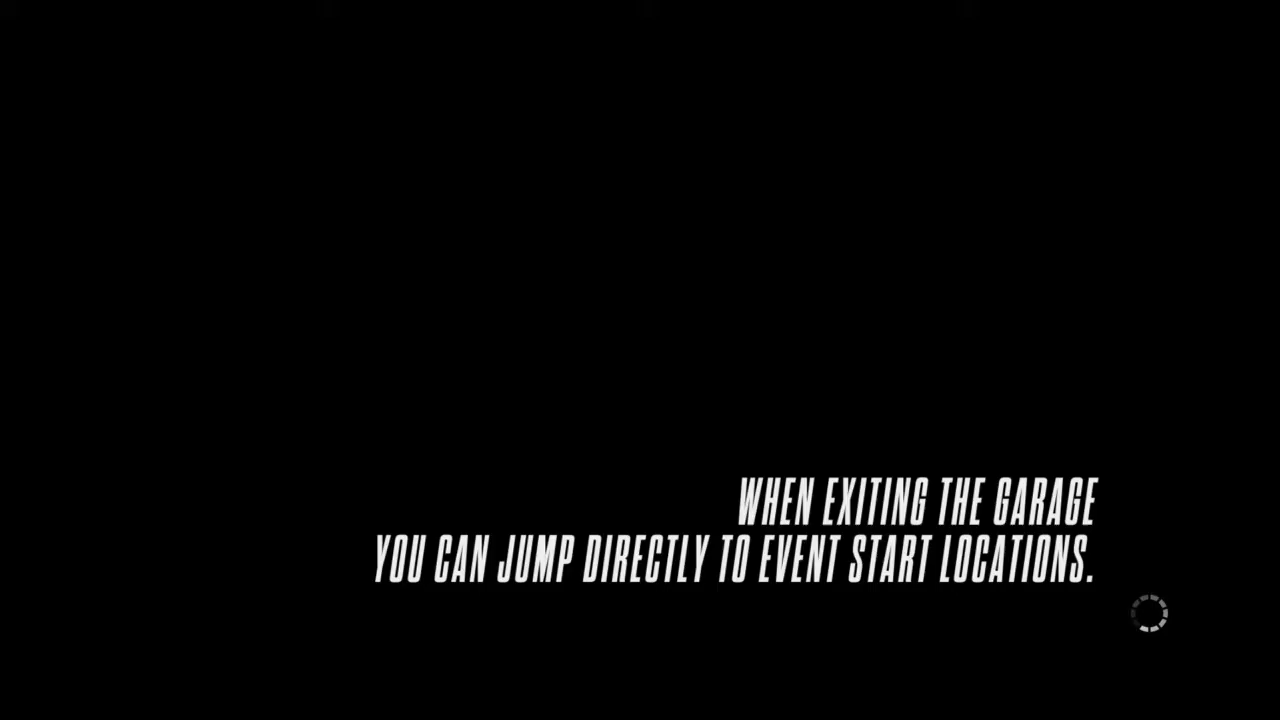 WHEN EXITING THE GARAGE
YOU CAN JUMP DIRECTLY TO EVENT START LOCATIONS.